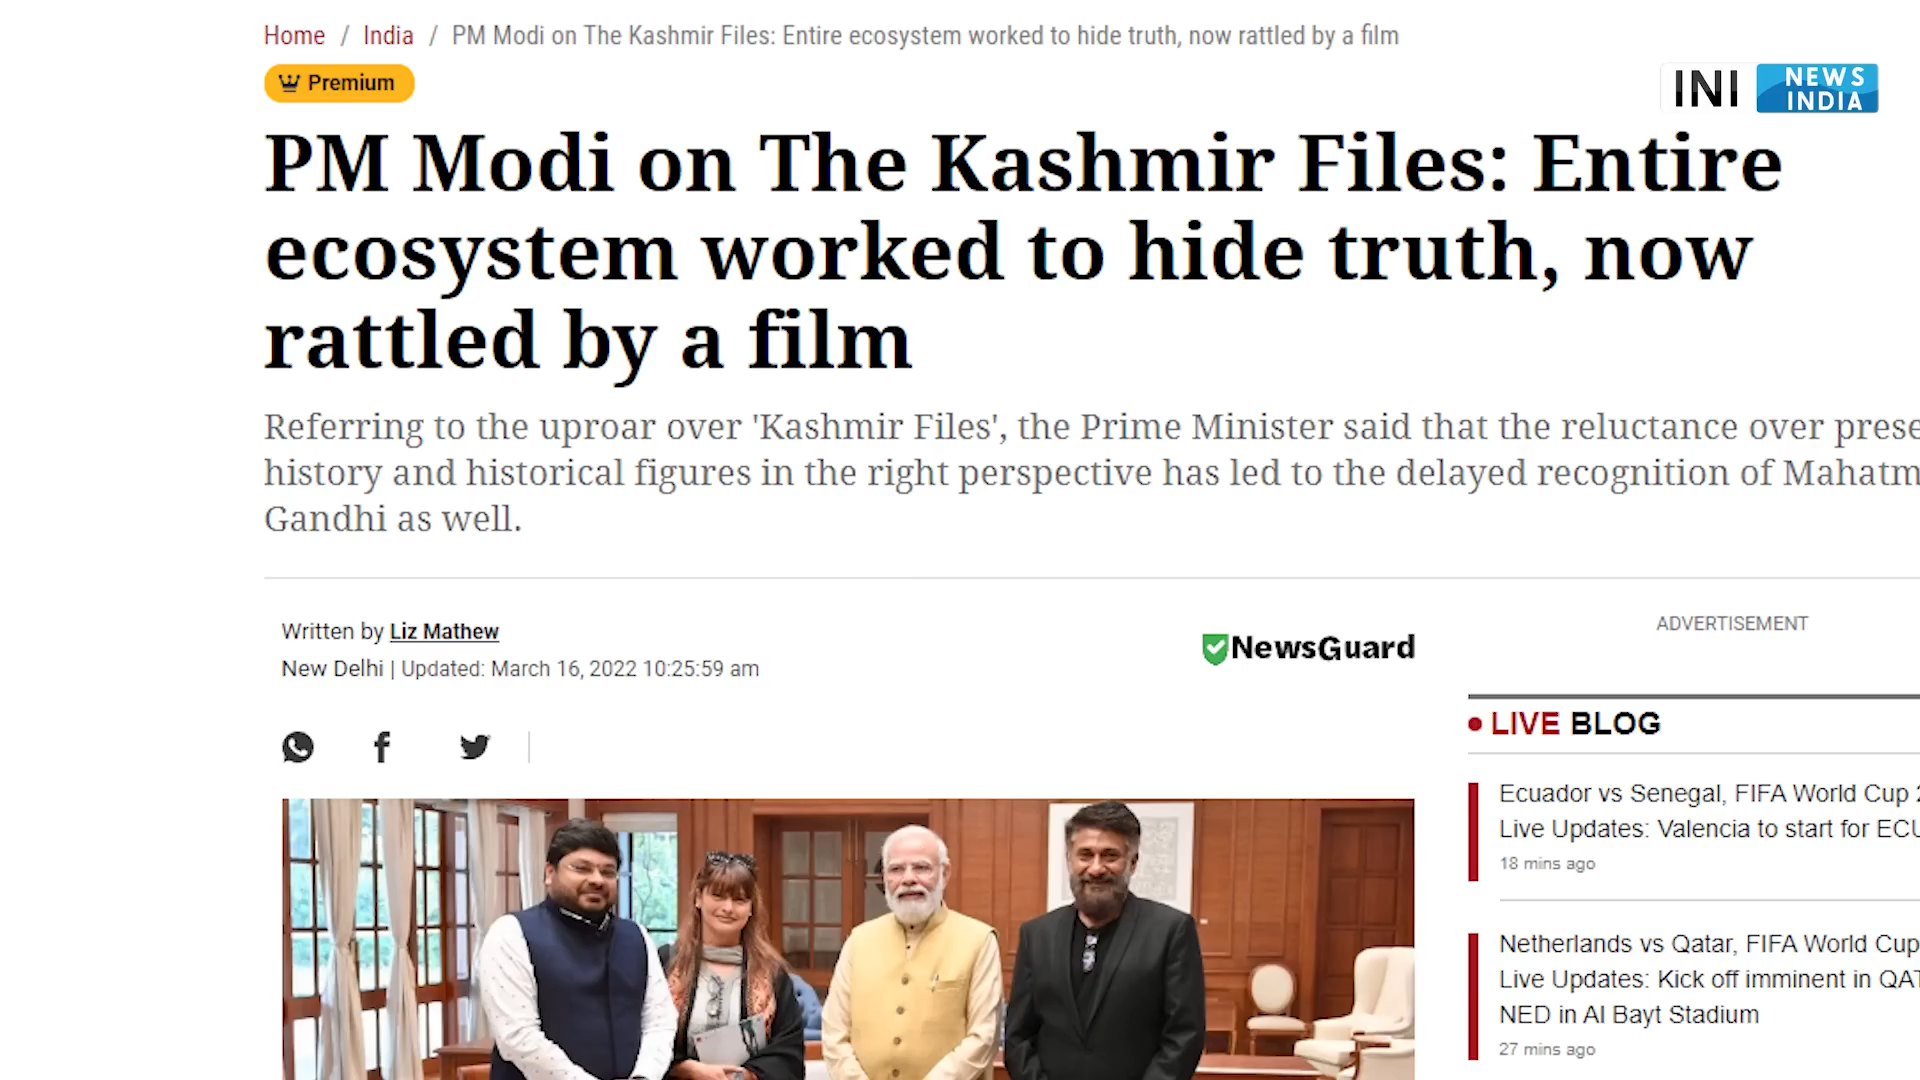 Home / India / PM Modi on The Kashmir Files: Entire ecosystem worked to hide truth, now rattled by a film
Premium
INI NEWS INDIA
PM Modi on The Kashmir Files: Entire
ecosystem worked to hide truth, now
rattled by a film
Referring to the uproar over 'Kashmir Files', the Prime Minister said that the reluctance over prese
history and historical figures in the right perspective has led to the delayed recognition of Mahatm
Gandhi as well.
Written by Liz Mathew
New Delhi | Updated: March 16, 2022 10:25:59 am
NewsGuard
ADVERTISEMENT
LIVE BLOG
Ecuador vs Senegal, FIFA World Cup 2
Live Updates: Valencia to start for ECU
18 mins ago
Netherlands vs Qatar, FIFA World Cup
Live Updates: Kick off imminent in QAT
NED in Al Bayt Stadium
27 mins ago